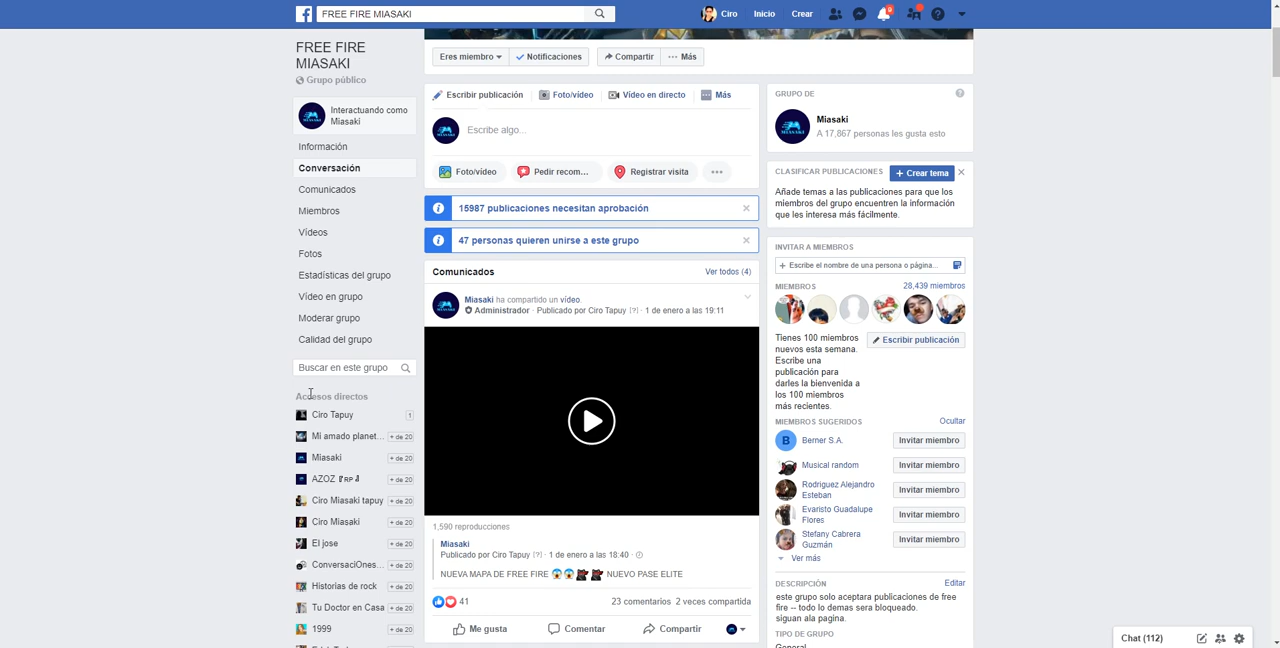 FREE FIRE MIASAKI
Ciro
Inicio
Crear
9
FREE FIRE
MIASAKI
Grupo público
Interactuando como
Miasaki
Información
Conversación
Comunicados
Miembros
Vídeos
Fotos
Estadísticas del grupo
Vídeo en grupo
Moderar grupo
Calidad del grupo
Buscar en este grupo
Accesos directos
Ciro Tapuy
1
Mi amado planet...
+ de 20
Miasaki
+ de 20
+ de 20
Ciro Miasaki tapuy
+ de 20
Ciro Miasaki
+ de 20
El jose
+ de 20
ConversaciOnes...
+ de 20
Historias de rock
+ de 20
Tu Doctor en Casa
+ de 20
1999
+ de 20
Eres miembro
Notificaciones
Compartir
Más
Escribir publicación
Foto/vídeo
Vídeo en directo
Más
Escribe algo...
Foto/vídeo
Pedir recom...
Registrar visita
15987 publicaciones necesitan aprobación
47 personas quieren unirse a este grupo
Comunicados
Ver todos (4)
Miasaki ha compartido un vídeo.
Administrador · Publicado por Ciro Tapuy [?] · 1 de enero a las 19:11
1,590 reproducciones
Miasaki
Publicado por Ciro Tapuy [?] · 1 de enero a las 18:40 ·
NUEVA MAPA DE FREE FIRE 😱😱 NUEVO PASE ELITE
41
23 comentarios 2 veces compartida
Me gusta
Comentar
Compartir
GRUPO DE
Miasaki
A 17,867 personas les gusta esto
CLASIFICAR PUBLICACIONES
+ Crear tema
Añade temas a las publicaciones para que los
miembros del grupo encuentren la información
que les interesa más fácilmente.
INVITAR A MIEMBROS
+ Escribe el nombre de una persona o página...
MIEMBROS
28,439 miembros
Tienes 100 miembros
nuevos esta semana.
Escribe una
publicación para
darles la bienvenida a
los 100 miembros
más recientes.
Escribir publicación
MIEMBROS SUGERIDOS
Ocultar
B
Berner S.A.
Invitar miembro
Musical random
Invitar miembro
Rodriguez Alejandro
Esteban
Invitar miembro
Evaristo Guadalupe
Flores
Invitar miembro
Stefany Cabrera
Guzmán
Invitar miembro
Ver más
DESCRIPCIÓN
Editar
este grupo solo aceptara publicaciones de free
fire -- todo lo demas sera bloqueado.
siguan ala pagina.
TIPO DE GRUPO
General
Chat (112)